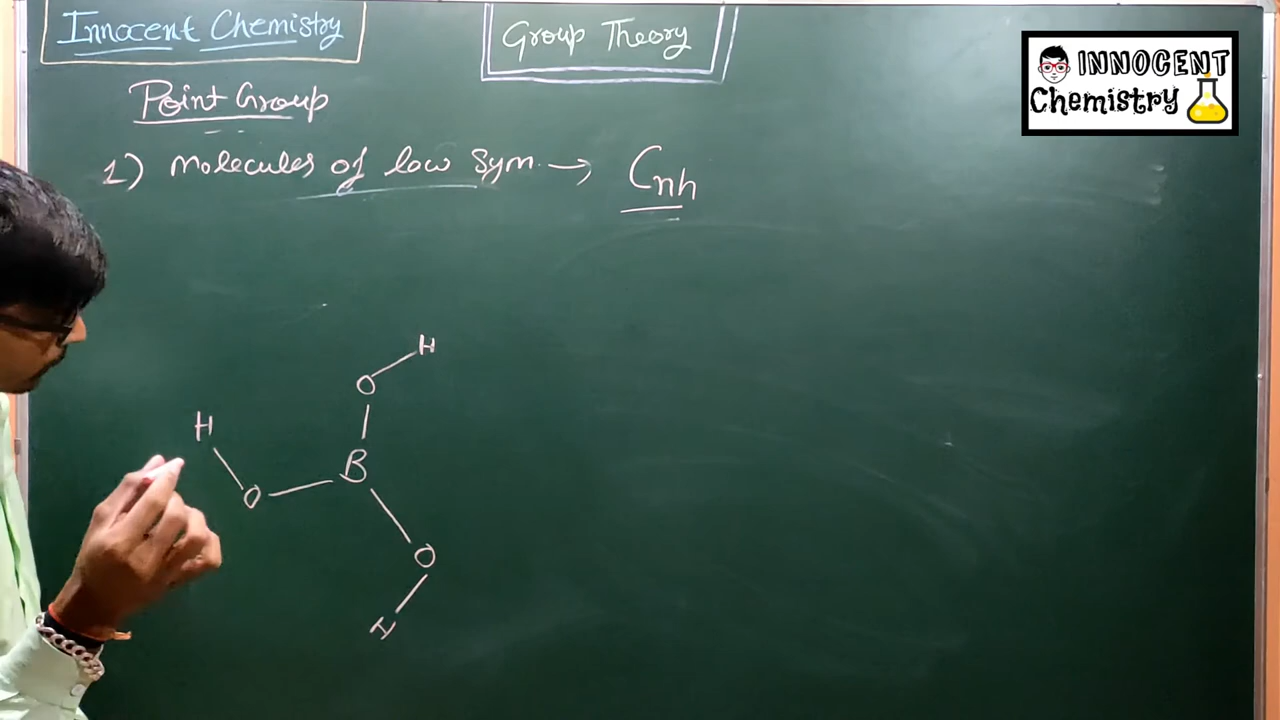 Innocent Chemistry
Group Theory
INNOCENT
Chemistry
Point Group
1) Molecules of low Sym. → Cnh
H
O
H
B
O
O
H